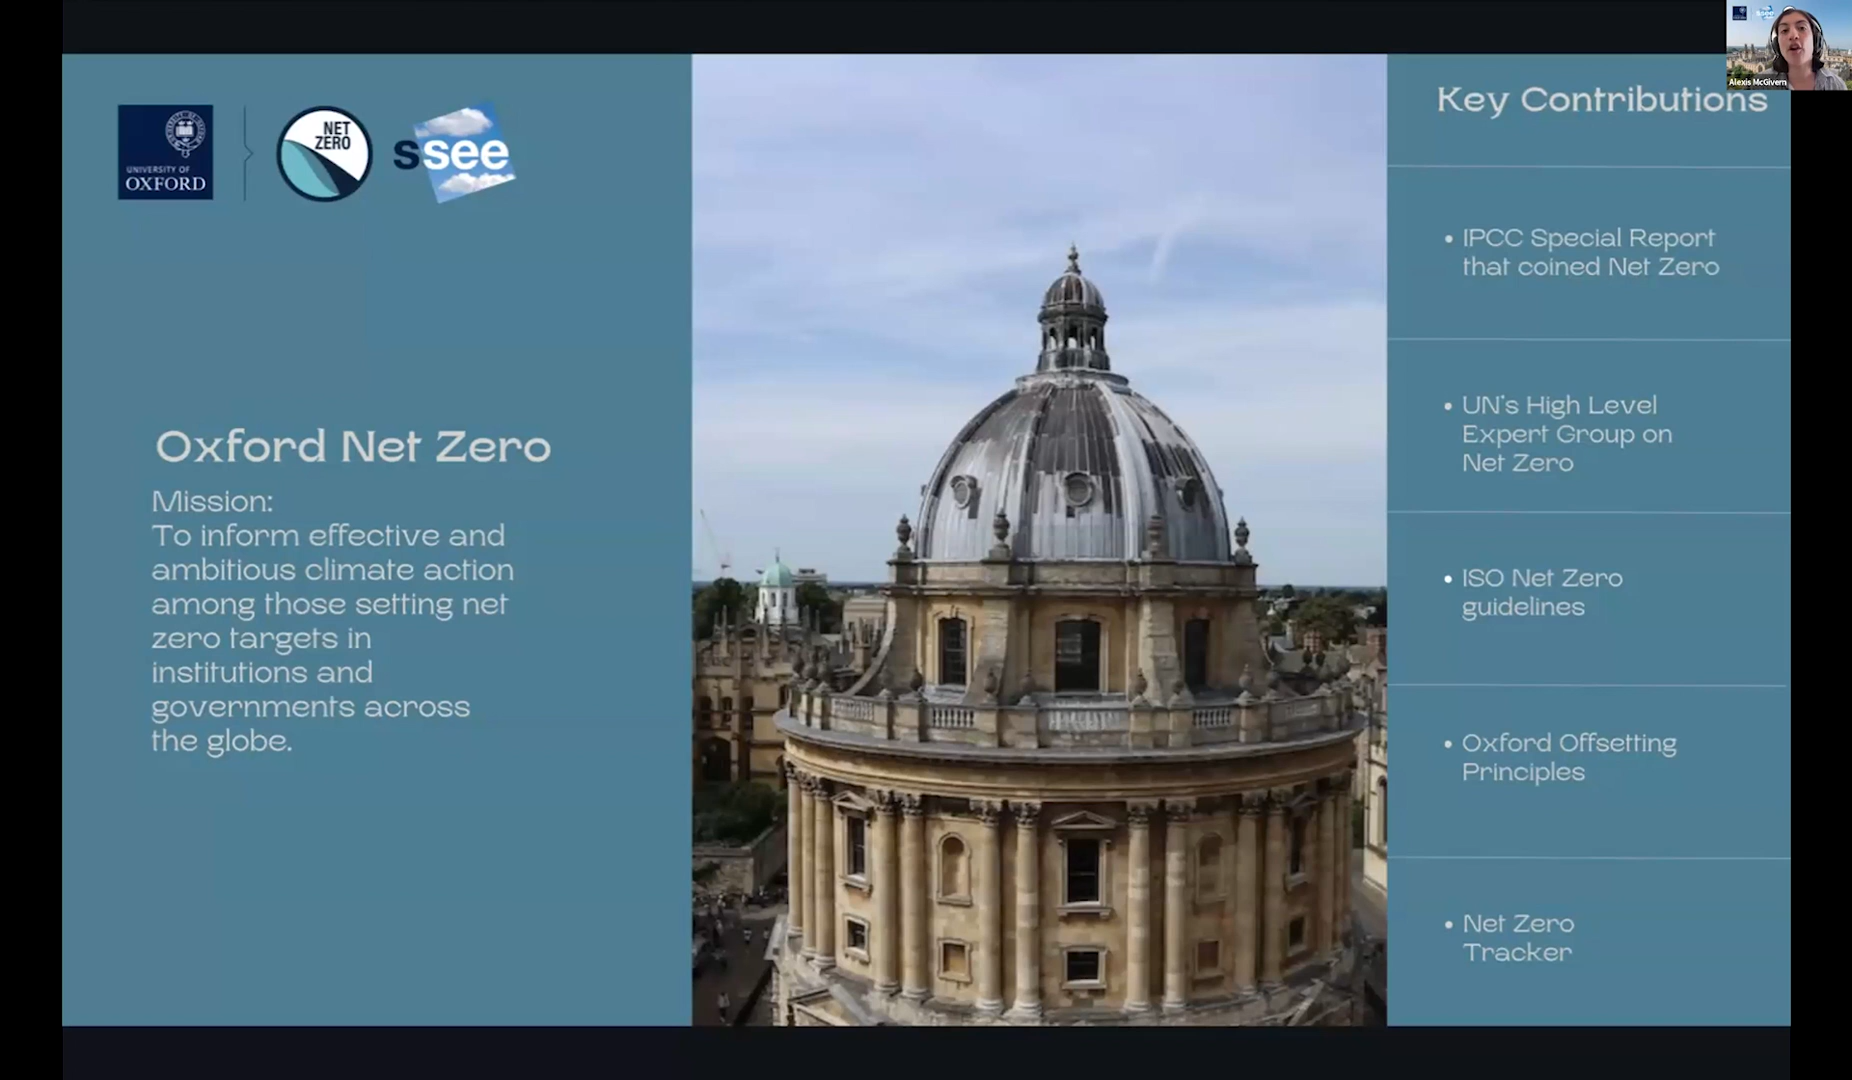 UNIVERSITY OF
OXFORD
NET
ZERO
ssee
Oxford Net Zero
Mission:
To inform effective and
ambitious climate action
among those setting net
zero targets in
institutions and
governments across
the globe.
Key Contributions
• IPCC Special Report
that coined Net Zero
• UN's High Level
Expert Group on
Net Zero
• ISO Net Zero
guidelines
• Oxford Offsetting
Principles
• Net Zero
Tracker
Alexis McGivern